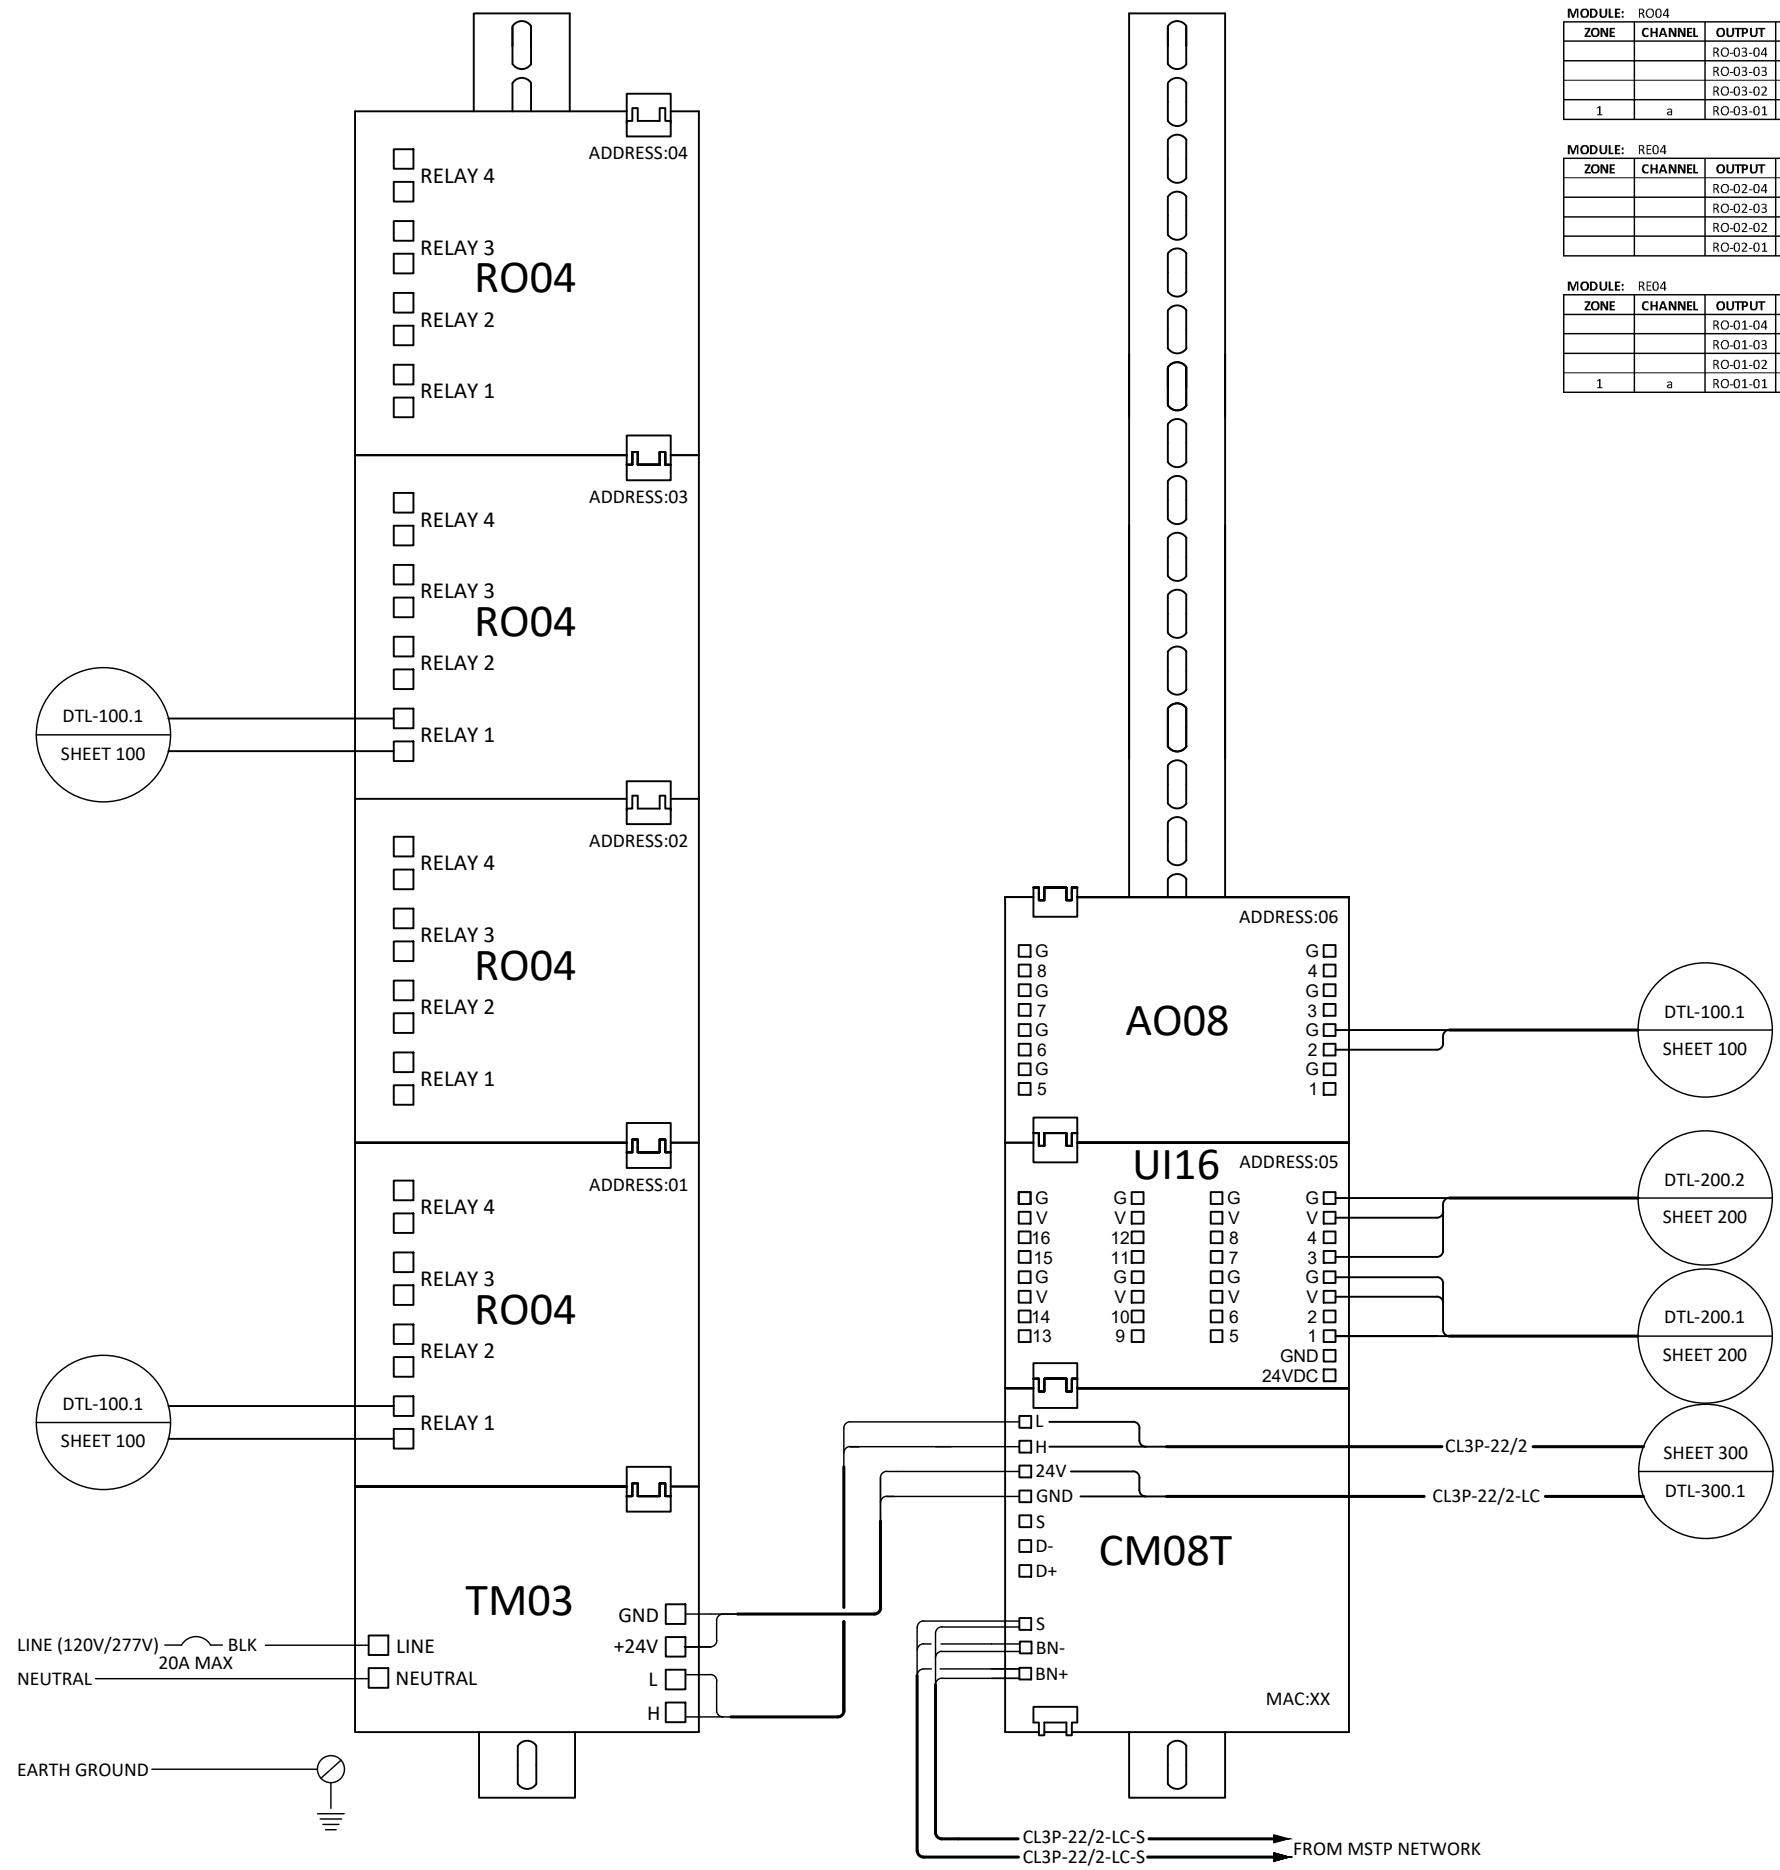 MODULE: RO04
ZONE CHANNEL OUTPUT
RO-03-04
RO-03-03
RO-03-02
1 a RO-03-01
MODULE: RE04
ZONE CHANNEL OUTPUT
RO-02-04
RO-02-03
RO-02-02
RO-02-01
MODULE: RE04
ZONE CHANNEL OUTPUT
RO-01-04
RO-01-03
RO-01-02
1 a RO-01-01
ADDRESS:04
RELAY 4
RELAY 3
RO04
RELAY 2
RELAY 1
ADDRESS:03
RELAY 4
RELAY 3
RO04
RELAY 2
RELAY 1
DTL-100.1
SHEET 100
ADDRESS:02
RELAY 4
RELAY 3
RO04
RELAY 2
RELAY 1
ADDRESS:01
RELAY 4
RELAY 3
RO04
RELAY 2
RELAY 1
DTL-100.1
SHEET 100
TM03
GND
+24V
L
H
LINE
NEUTRAL
LINE (120V/277V)
BLK
20A MAX
NEUTRAL
EARTH GROUND
ADDRESS:06
AO08
G G
8 4
G G
7 3
G G
6 2
G G
5 1
DTL-100.1
SHEET 100
UI16
ADDRESS:05
G G G G
V V V V
16 12 8 4
15 11 7 3
G G G G
V V V V
14 10 6 2
13 9 5 1
GND
24VDC
DTL-200.2
SHEET 200
DTL-200.1
SHEET 200
L
H
24V
GND
S
D-
D+
CM08T
S
BN-
BN+
MAC:XX
CL3P-22/2
CL3P-22/2-LC
SHEET 300
DTL-300.1
CL3P-22/2-LC-S
CL3P-22/2-LC-S
FROM MSTP NETWORK